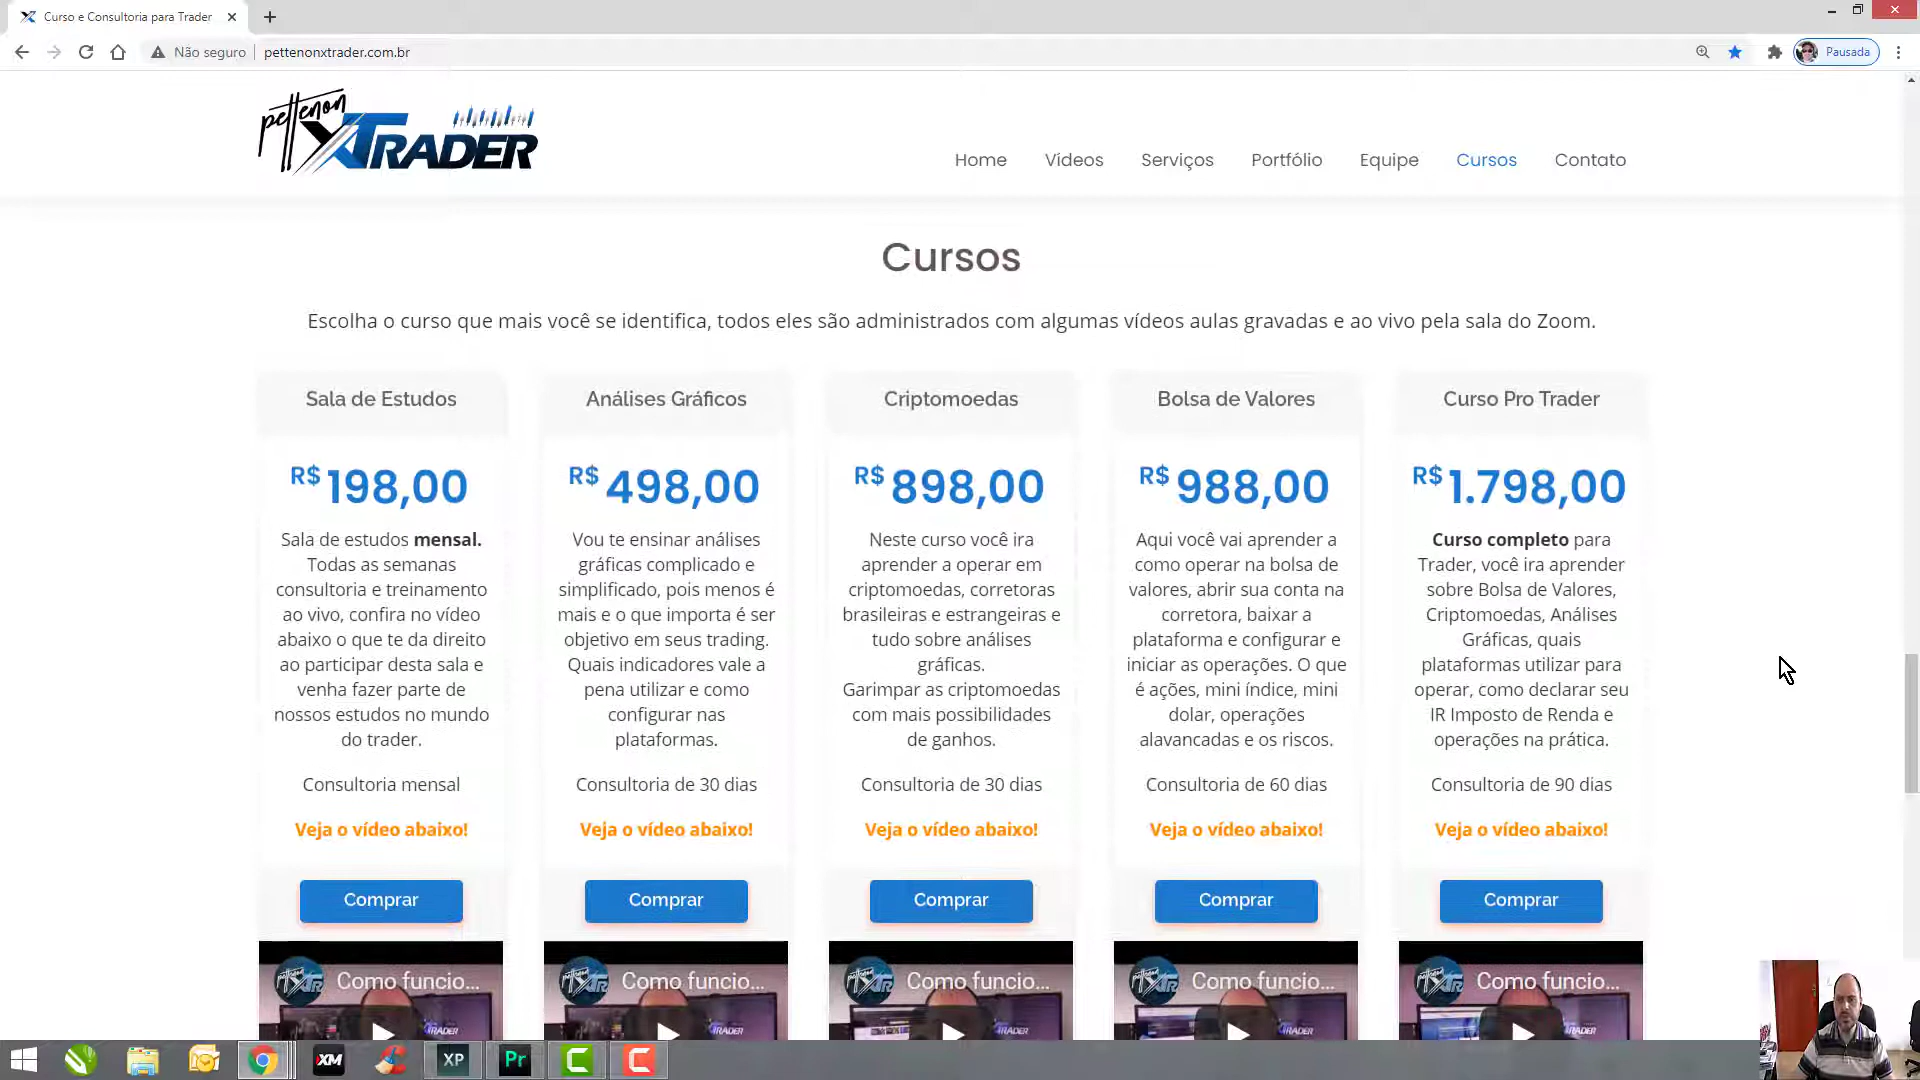 Curso e Consultoria para Trader
Não seguro
pettenonxtrader.com.br
Pausada
pettenon
XTRADER
Home
Vídeos
Serviços
Portfólio
Equipe
Cursos
Contato
Cursos
Escolha o curso que mais você se identifica, todos eles são administrados com algumas vídeos aulas gravadas e ao vivo pela sala do Zoom.
Sala de Estudos
R$ 198,00
Sala de estudos mensal.
Todas as semanas
consultoria e treinamento
ao vivo, confira no vídeo
abaixo o que te da direito
ao participar desta sala e
venha fazer parte de
nossos estudos no mundo
do trader.
Consultoria mensal
Veja o vídeo abaixo!
Comprar
Como funcio...
Análises Gráficos
R$ 498,00
Vou te ensinar análises
gráficas complicado e
simplificado, pois menos é
mais e o que importa é ser
objetivo em seus trading.
Quais indicadores vale a
pena utilizar e como
configurar nas
plataformas.
Consultoria de 30 dias
Veja o vídeo abaixo!
Comprar
Como funcio...
Criptomoedas
R$ 898,00
Neste curso você ira
aprender a operar em
criptomoedas, corretoras
brasileiras e estrangeiras e
tudo sobre análises
gráficas.
Garimpar as criptomoedas
com mais possibilidades
de ganhos.
Consultoria de 30 dias
Veja o vídeo abaixo!
Comprar
Como funcio...
Bolsa de Valores
R$ 988,00
Aqui você vai aprender a
como operar na bolsa de
valores, abrir sua conta na
corretora, baixar a
plataforma e configurar e
iniciar as operações. O que
é ações, mini índice, mini
dolar, operações
alavancadas e os riscos.
Consultoria de 60 dias
Veja o vídeo abaixo!
Comprar
Como funcio...
Curso Pro Trader
R$ 1.798,00
Curso completo para
Trader, você ira aprender
sobre Bolsa de Valores,
Criptomoedas, Análises
Gráficas, quais
plataformas utilizar para
operar, como declarar seu
IR Imposto de Renda e
operações na prática.
Consultoria de 90 dias
Veja o vídeo abaixo!
Comprar
Como funcio...
XM
XP
Pr